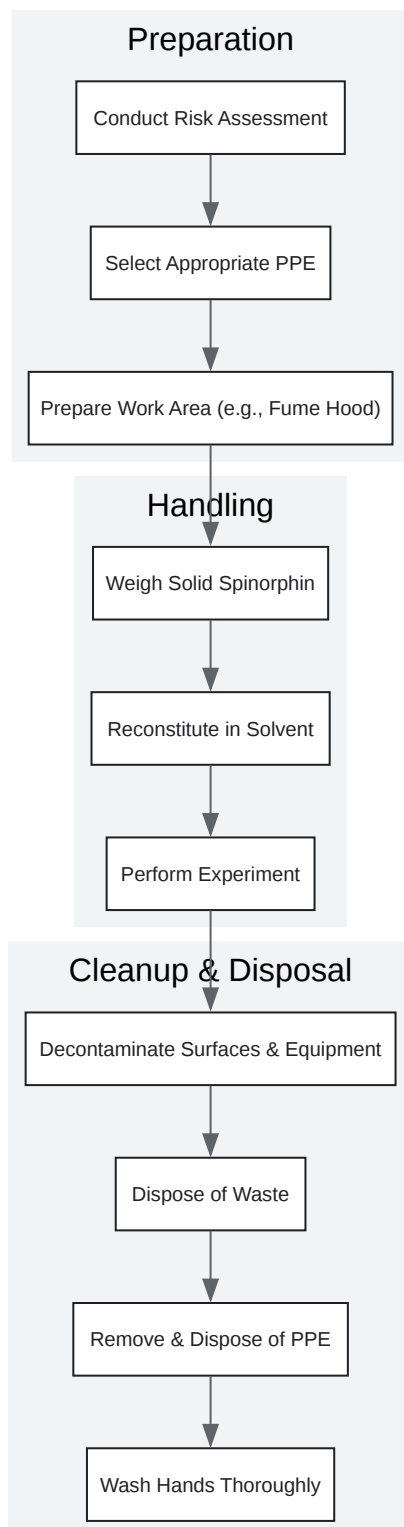 Preparation
Conduct Risk Assessment
Select Appropriate PPE
Prepare Work Area (e.g., Fume Hood)
Handling
Weigh Solid Spinorphin
Reconstitute in Solvent
Perform Experiment
Cleanup & Disposal
Decontaminate Surfaces & Equipment
Dispose of Waste
Remove & Dispose of PPE
Wash Hands Thoroughly